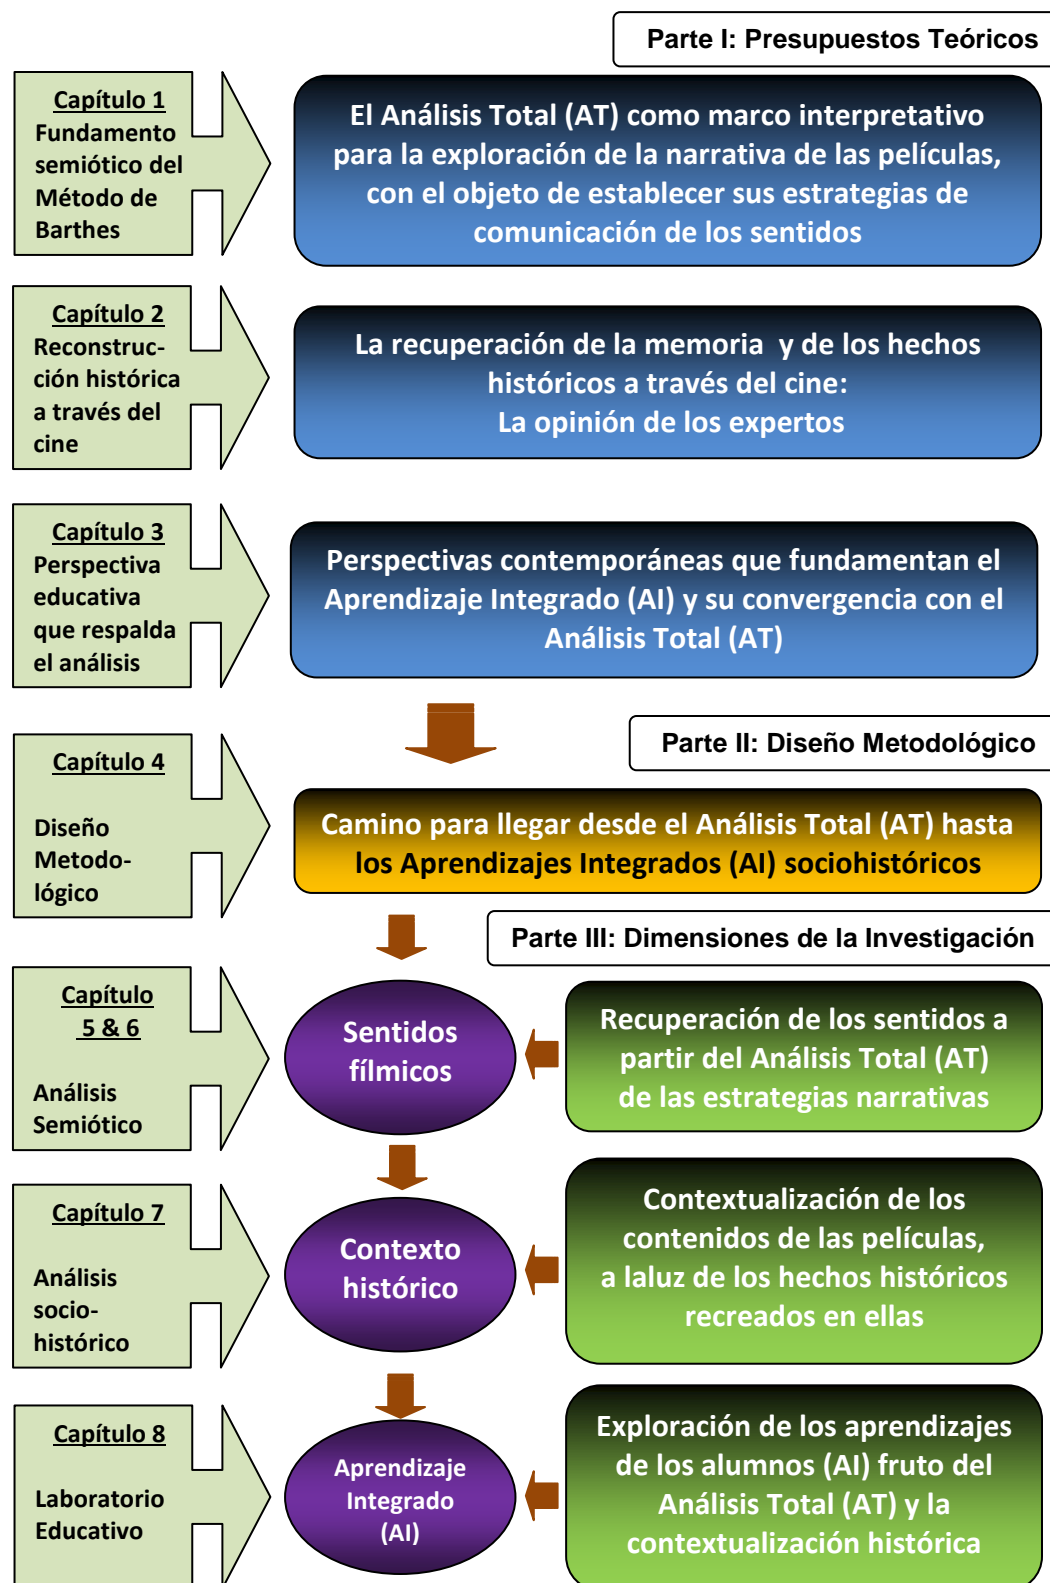 Parte I: Presupuestos Teóricos
Capítulo 1
Fundamento
semiótico del
Método de
Barthes
El Análisis Total (AT) como marco interpretativo
para la exploración de la narrativa de las películas,
con el objeto de establecer sus estrategias de
comunicación de los sentidos
Capítulo 2
Reconstruc-
ción histórica
a través del
cine
La recuperación de la memoria y de los hechos
históricos a través del cine:
La opinión de los expertos
Capítulo 3
Perspectiva
educativa
que respalda
el análisis
Perspectivas contemporáneas que fundamentan el
Aprendizaje Integrado (AI) y su convergencia con el
Análisis Total (AT)
Parte II: Diseño Metodológico
Capítulo 4
Diseño
Metodo-
lógico
Camino para llegar desde el Análisis Total (AT) hasta
los Aprendizajes Integrados (AI) sociohistóricos
Parte III: Dimensiones de la Investigación
Capítulo
5 & 6
Análisis
Semiótico
Sentidos
fílmicos
Recuperación de los sentidos a
partir del Análisis Total (AT)
de las estrategias narrativas
Capítulo 7
Análisis
socio-
histórico
Contexto
histórico
Contextualización de los
contenidos de las películas,
a laluz de los hechos históricos
recreados en ellas
Capítulo 8
Laboratorio
Educativo
Aprendizaje
Integrado
(AI)
Exploración de los aprendizajes
de los alumnos (AI) fruto del
Análisis Total (AT) y la
contextualización histórica